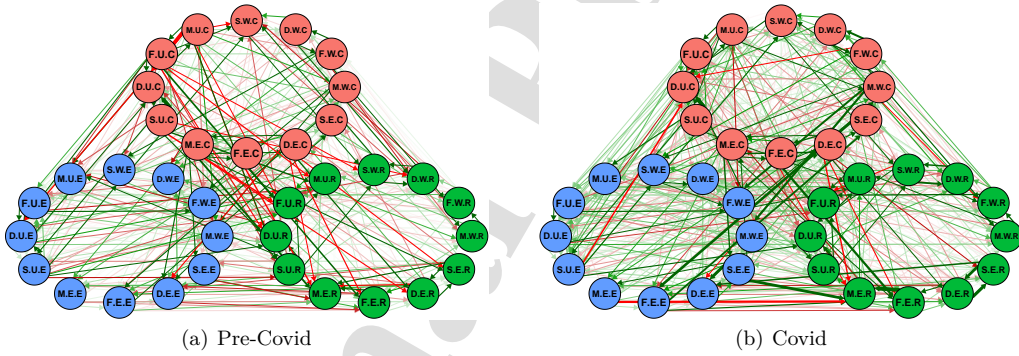 S.W.C
M.U.C
D.W.C
F.U.C
F.W.C
D.U.C
M.W.C
S.U.C
S.E.C
M.E.C
D.E.C
F.E.C
S.W.E
S.W.R
M.U.E
D.W.E
M.U.R
D.W.R
F.U.E
F.W.E
F.U.R
F.W.R
D.U.E
M.W.E
D.U.R
M.W.R
S.U.E
S.E.E
S.U.R
S.E.R
M.E.E
D.E.E
M.E.R
D.E.R
F.E.E
F.E.R
(a) Pre-Covid
S.W.C
M.U.C
D.W.C
F.U.C
F.W.C
D.U.C
M.W.C
S.U.C
S.E.C
M.E.C
D.E.C
F.E.C
S.W.E
S.W.R
M.U.E
D.W.E
M.U.R
D.W.R
F.U.E
F.W.E
F.U.R
F.W.R
D.U.E
M.W.E
D.U.R
M.W.R
S.U.E
S.E.E
S.U.R
S.E.R
M.E.E
D.E.E
M.E.R
D.E.R
F.E.E
F.E.R
(b) Covid